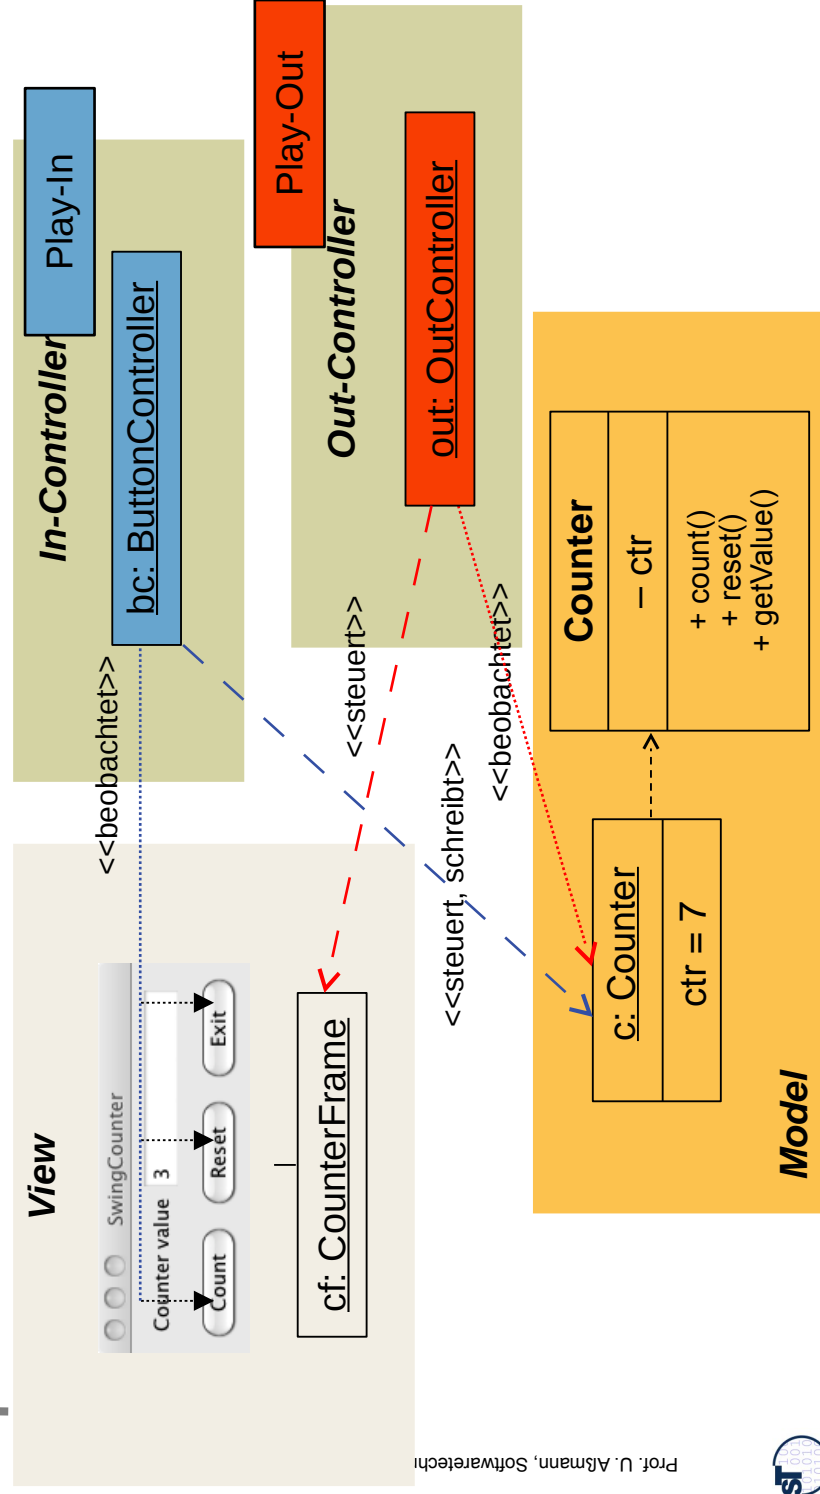 View
SwingCounter
Counter value 3
Count
Reset
Exit
cf: CounterFrame
<<beobachtet>>
In-Controller
Play-In
bc: ButtonController
<<steuert>>
Out-Controller
Play-Out
out: OutController
<<steuert, schreibt>>
<<beobachtet>>
Model
c: Counter
ctr = 7
Counter
– ctr
+ count()
+ reset()
+ getValue()
Prof. U. Aßmann, Softwaretech
ST